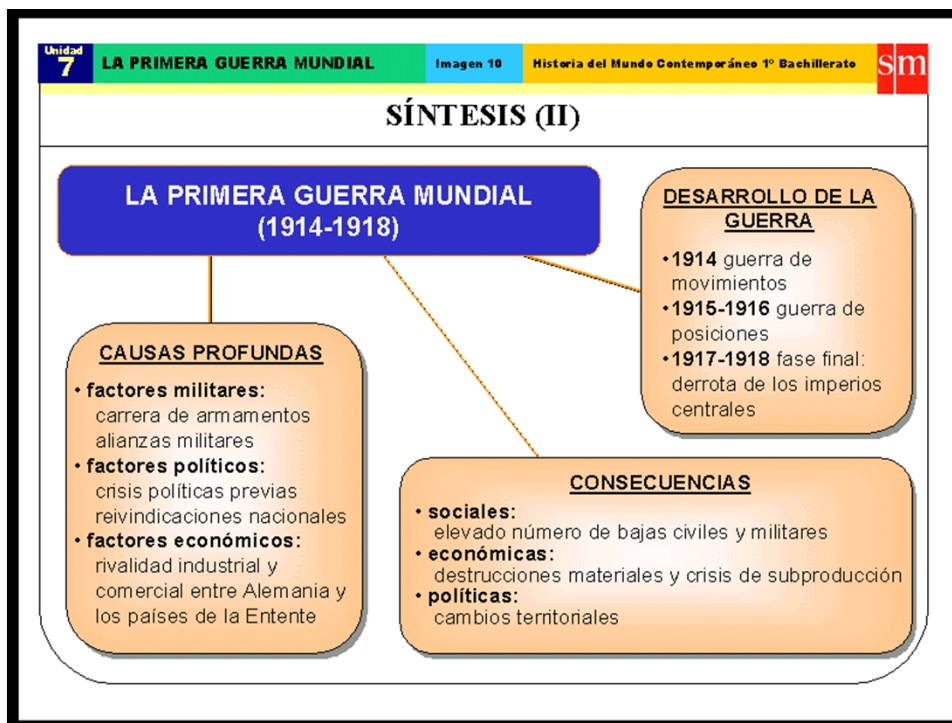 Unidad
7
LA PRIMERA GUERRA MUNDIAL
Imagen 10
Historia del Mundo Contemporáneo 1º Bachillerato
sm
SÍNTESIS (II)
LA PRIMERA GUERRA MUNDIAL
(1914-1918)
DESARROLLO DE LA
GUERRA
•1914 guerra de
movimientos
•1915-1916 guerra de
posiciones
•1917-1918 fase final:
derrota de los imperios
centrales
CAUSAS PROFUNDAS
• factores militares:
carrera de armamentos
alianzas militares
• factores políticos:
crisis políticas previas
reivindicaciones nacionales
• factores económicos:
rivalidad industrial y
comercial entre Alemania y
los países de la Entente
CONSECUENCIAS
• sociales:
elevado número de bajas civiles y militares
• económicas:
destrucciones materiales y crisis de subproducción
• políticas:
cambios territoriales